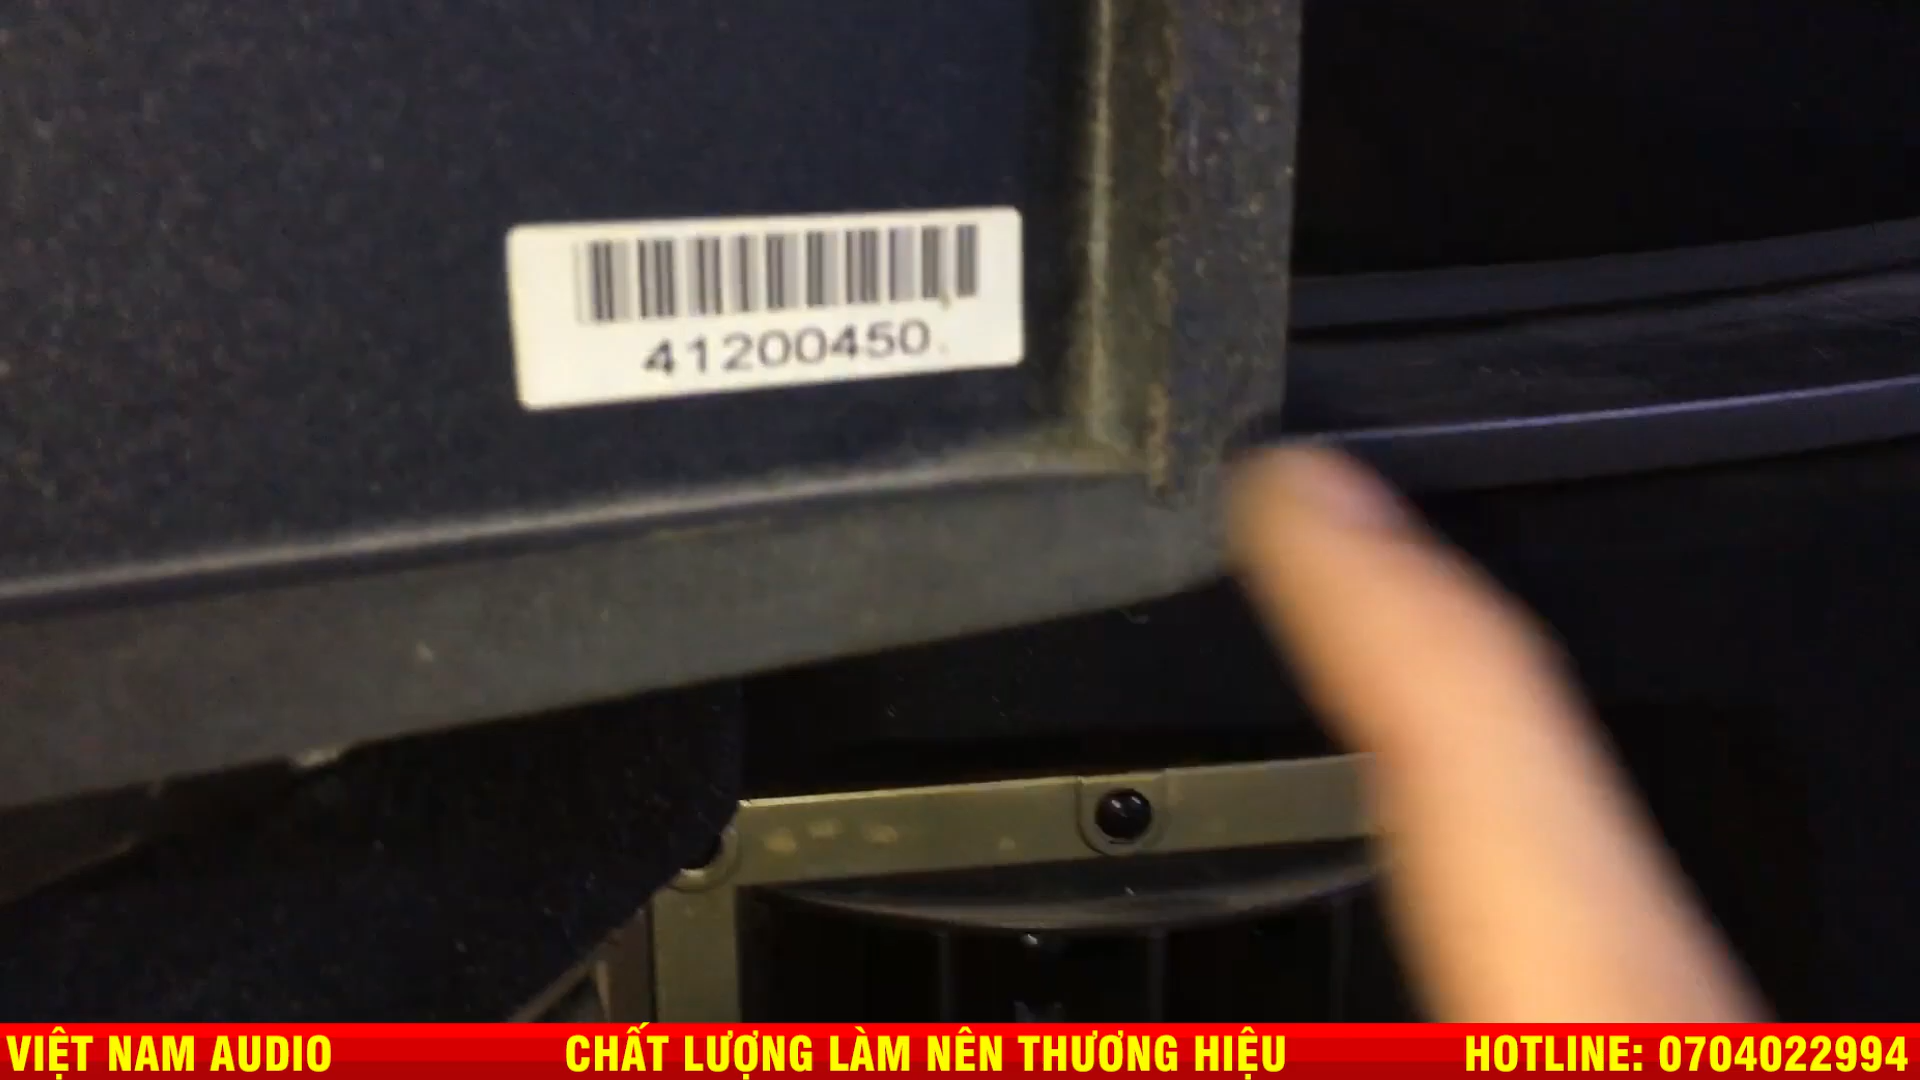 41200450
VIỆT NAM AUDIO
CHẤT LƯỢNG LÀM NÊN THƯƠNG HIỆU
HOTLINE: 0704022994